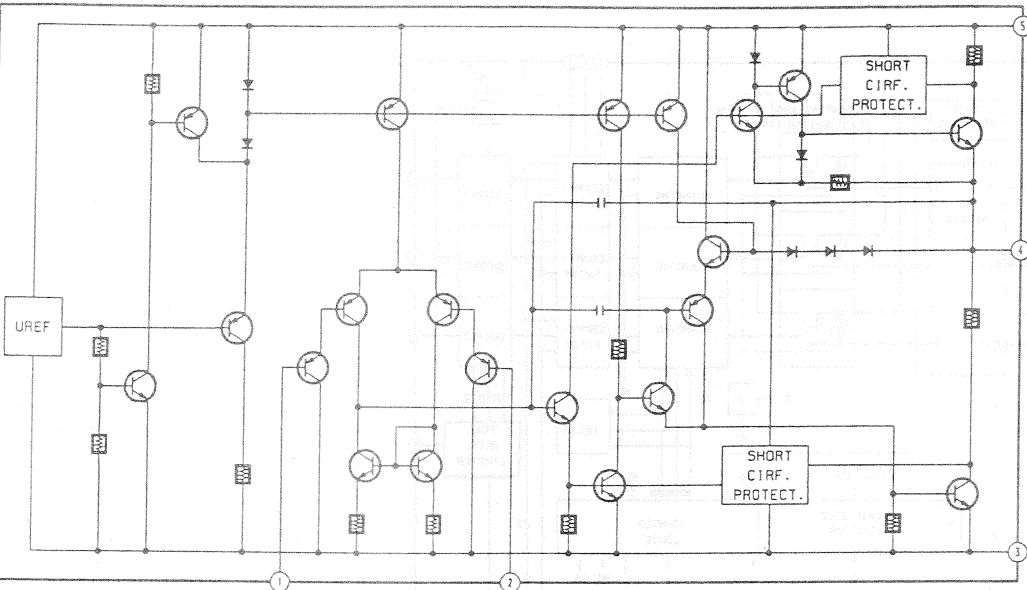 5
SHORT
CIRF.
PROTECT.
4
UREF
SHORT
CIRF.
PROTECT.
3
1
2